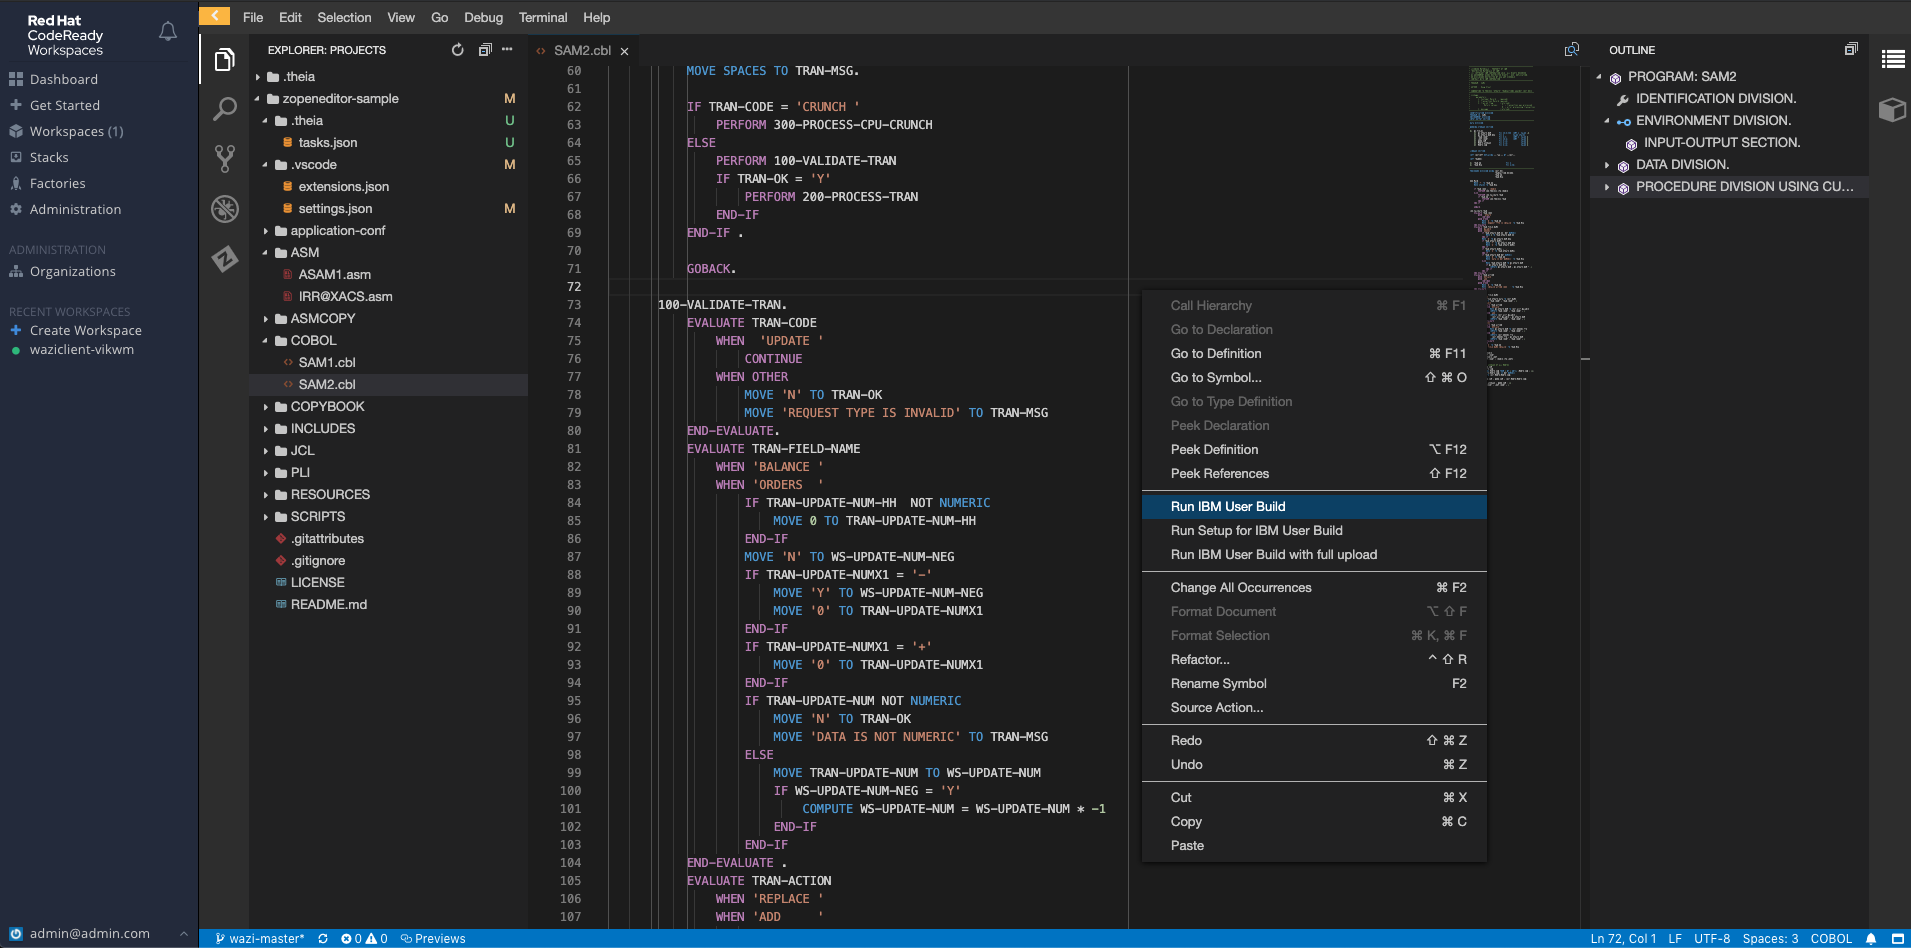 Red Hat
CodeReady
Workspaces
Dashboard
Get Started
Workspaces (1)
Stacks
Factories
Administration
ADMINISTRATION
Organizations
RECENT WORKSPACES
Create Workspace
waziclient-vikwm
admin@admin.com
File Edit Selection View Go Debug Terminal Help
EXPLORER: PROJECTS
.theia
zopeneditor-sample M
.theia U
tasks.json U
.vscode M
extensions.json
settings.json M
application-conf
ASM
ASAM1.asm
IRR@XACS.asm
ASMCOPY
COBOL
SAM1.cbl
SAM2.cbl
COPYBOOK
INCLUDES
JCL
PLI
RESOURCES
SCRIPTS
.gitattributes
.gitignore
LICENSE
README.md
SAM2.cbl ×
60 MOVE SPACES TO TRAN-MSG.
61
62 IF TRAN-CODE = 'CRUNCH '
63 PERFORM 300-PROCESS-CPU-CRUNCH
64 ELSE
65 PERFORM 100-VALIDATE-TRAN
66 IF TRAN-OK = 'Y'
67 PERFORM 200-PROCESS-TRAN
68 END-IF
69 END-IF .
70
71 GOBACK.
72
73 100-VALIDATE-TRAN.
74 EVALUATE TRAN-CODE
75 WHEN  'UPDATE '
76 CONTINUE
77 WHEN OTHER
78 MOVE 'N' TO TRAN-OK
79 MOVE 'REQUEST TYPE IS INVALID' TO TRAN-MSG
80 END-EVALUATE.
81 EVALUATE TRAN-FIELD-NAME
82 WHEN 'BALANCE '
83 WHEN 'ORDERS  '
84 IF TRAN-UPDATE-NUM-HH  NOT NUMERIC
85 MOVE 0 TO TRAN-UPDATE-NUM-HH
86 END-IF
87 MOVE 'N' TO WS-UPDATE-NUM-NEG
88 IF TRAN-UPDATE-NUMX1 = '-'
89 MOVE 'Y' TO WS-UPDATE-NUM-NEG
90 MOVE '0' TO TRAN-UPDATE-NUMX1
91 END-IF
92 IF TRAN-UPDATE-NUMX1 = '+'
93 MOVE '0' TO TRAN-UPDATE-NUMX1
94 END-IF
95 IF TRAN-UPDATE-NUM NOT NUMERIC
96 MOVE 'N' TO TRAN-OK
97 MOVE 'DATA IS NOT NUMERIC' TO TRAN-MSG
98 ELSE
99 MOVE TRAN-UPDATE-NUM TO WS-UPDATE-NUM
100 IF WS-UPDATE-NUM-NEG = 'Y'
101 COMPUTE WS-UPDATE-NUM = WS-UPDATE-NUM * -1
102 END-IF
103 END-IF
104 END-EVALUATE .
105 EVALUATE TRAN-ACTION
106 WHEN 'REPLACE '
107 WHEN 'ADD     '
Call Hierarchy ⌘ F1
Go to Declaration
Go to Definition ⌘ F11
Go to Symbol... ⇧ ⌘ O
Go to Type Definition
Peek Declaration
Peek Definition ⌥ F12
Peek References ⇧ F12
Run IBM User Build
Run Setup for IBM User Build
Run IBM User Build with full upload
Change All Occurrences ⌘ F2
Format Document ⌥ ⇧ F
Format Selection ⌘ K, ⌘ F
Refactor... ^ ⇧ R
Rename Symbol F2
Source Action...
Redo ⇧ ⌘ Z
Undo ⌘ Z
Cut ⌘ X
Copy ⌘ C
Paste
OUTLINE
PROGRAM: SAM2
IDENTIFICATION DIVISION.
ENVIRONMENT DIVISION.
INPUT-OUTPUT SECTION.
DATA DIVISION.
PROCEDURE DIVISION USING CU...
wazi-master* 0 0 Previews
Ln 72, Col 1 LF UTF-8 Spaces: 3 COBOL